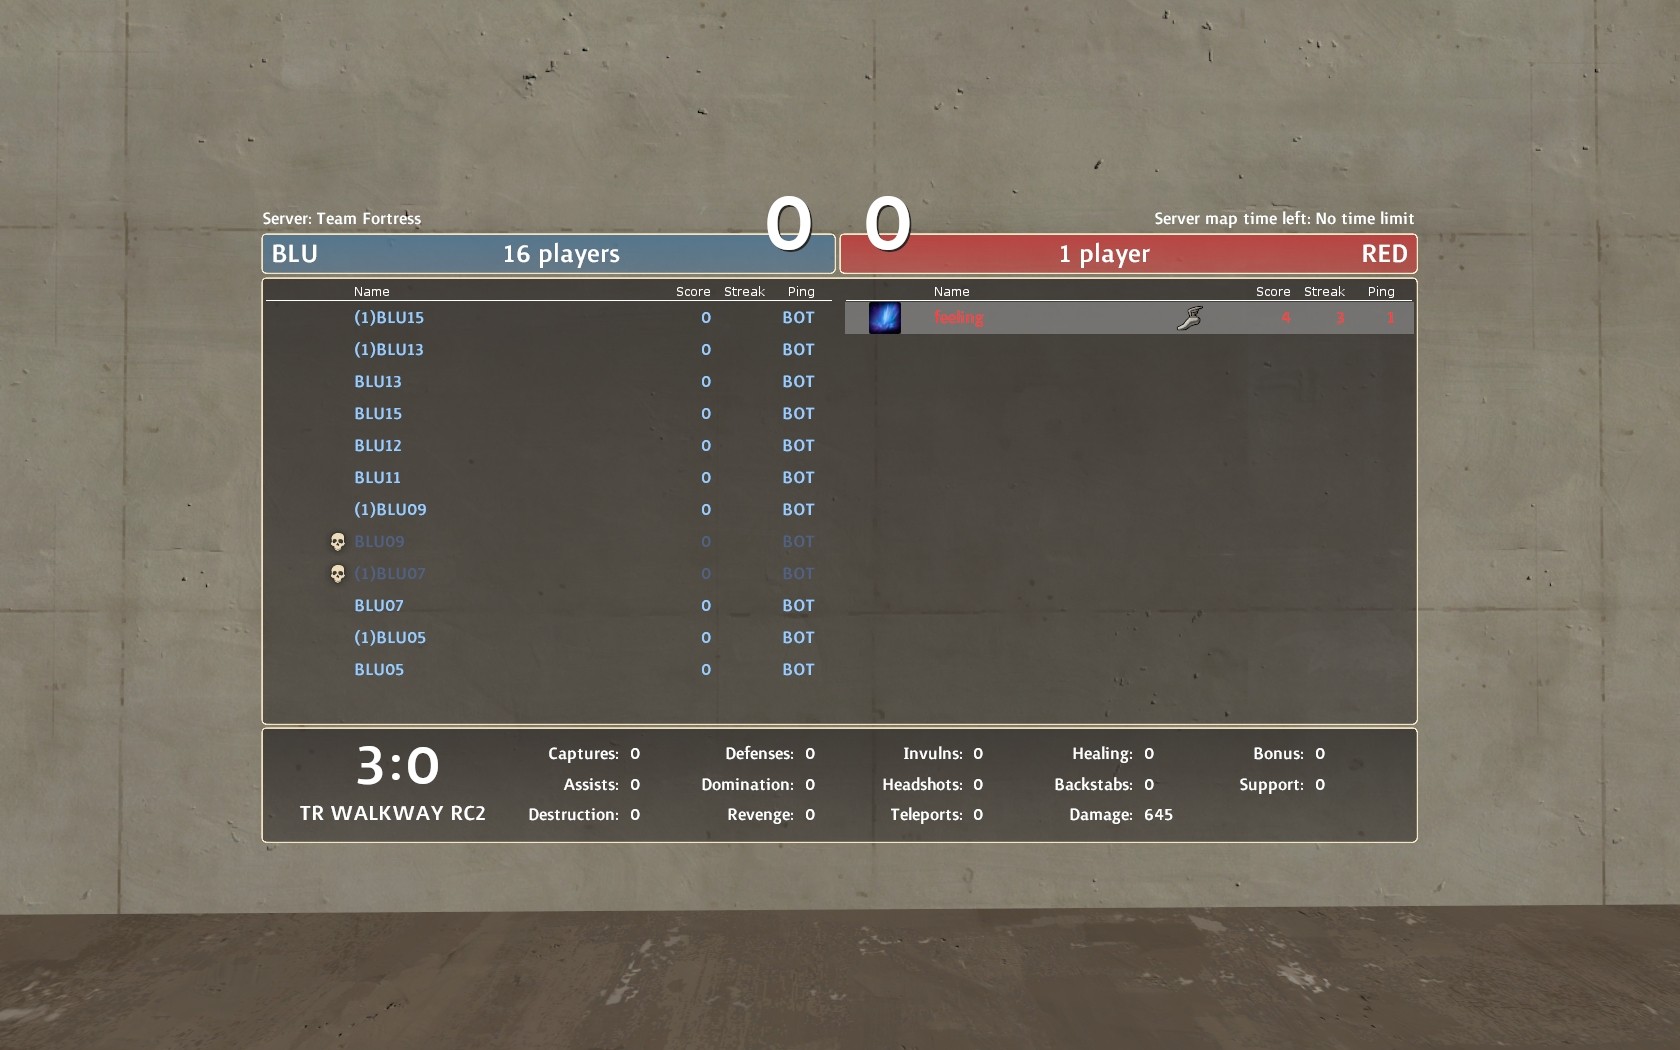 Server: Team Fortress
0 0
Server map time left: No time limit
BLU 16 players
1 player RED
Name Score Streak Ping
Name Score Streak Ping
(1)BLU15 0 BOT
feeling 4 3 1
(1)BLU13 0 BOT
BLU13 0 BOT
BLU15 0 BOT
BLU12 0 BOT
BLU11 0 BOT
(1)BLU09 0 BOT
BLU09 0 BOT
(1)BLU07 0 BOT
BLU07 0 BOT
(1)BLU05 0 BOT
BLU05 0 BOT
3:0
TR WALKWAY RC2
Captures: 0 Defenses: 0 Invulns: 0 Healing: 0 Bonus: 0
Assists: 0 Domination: 0 Headshots: 0 Backstabs: 0 Support: 0
Destruction: 0 Revenge: 0 Teleports: 0 Damage: 645